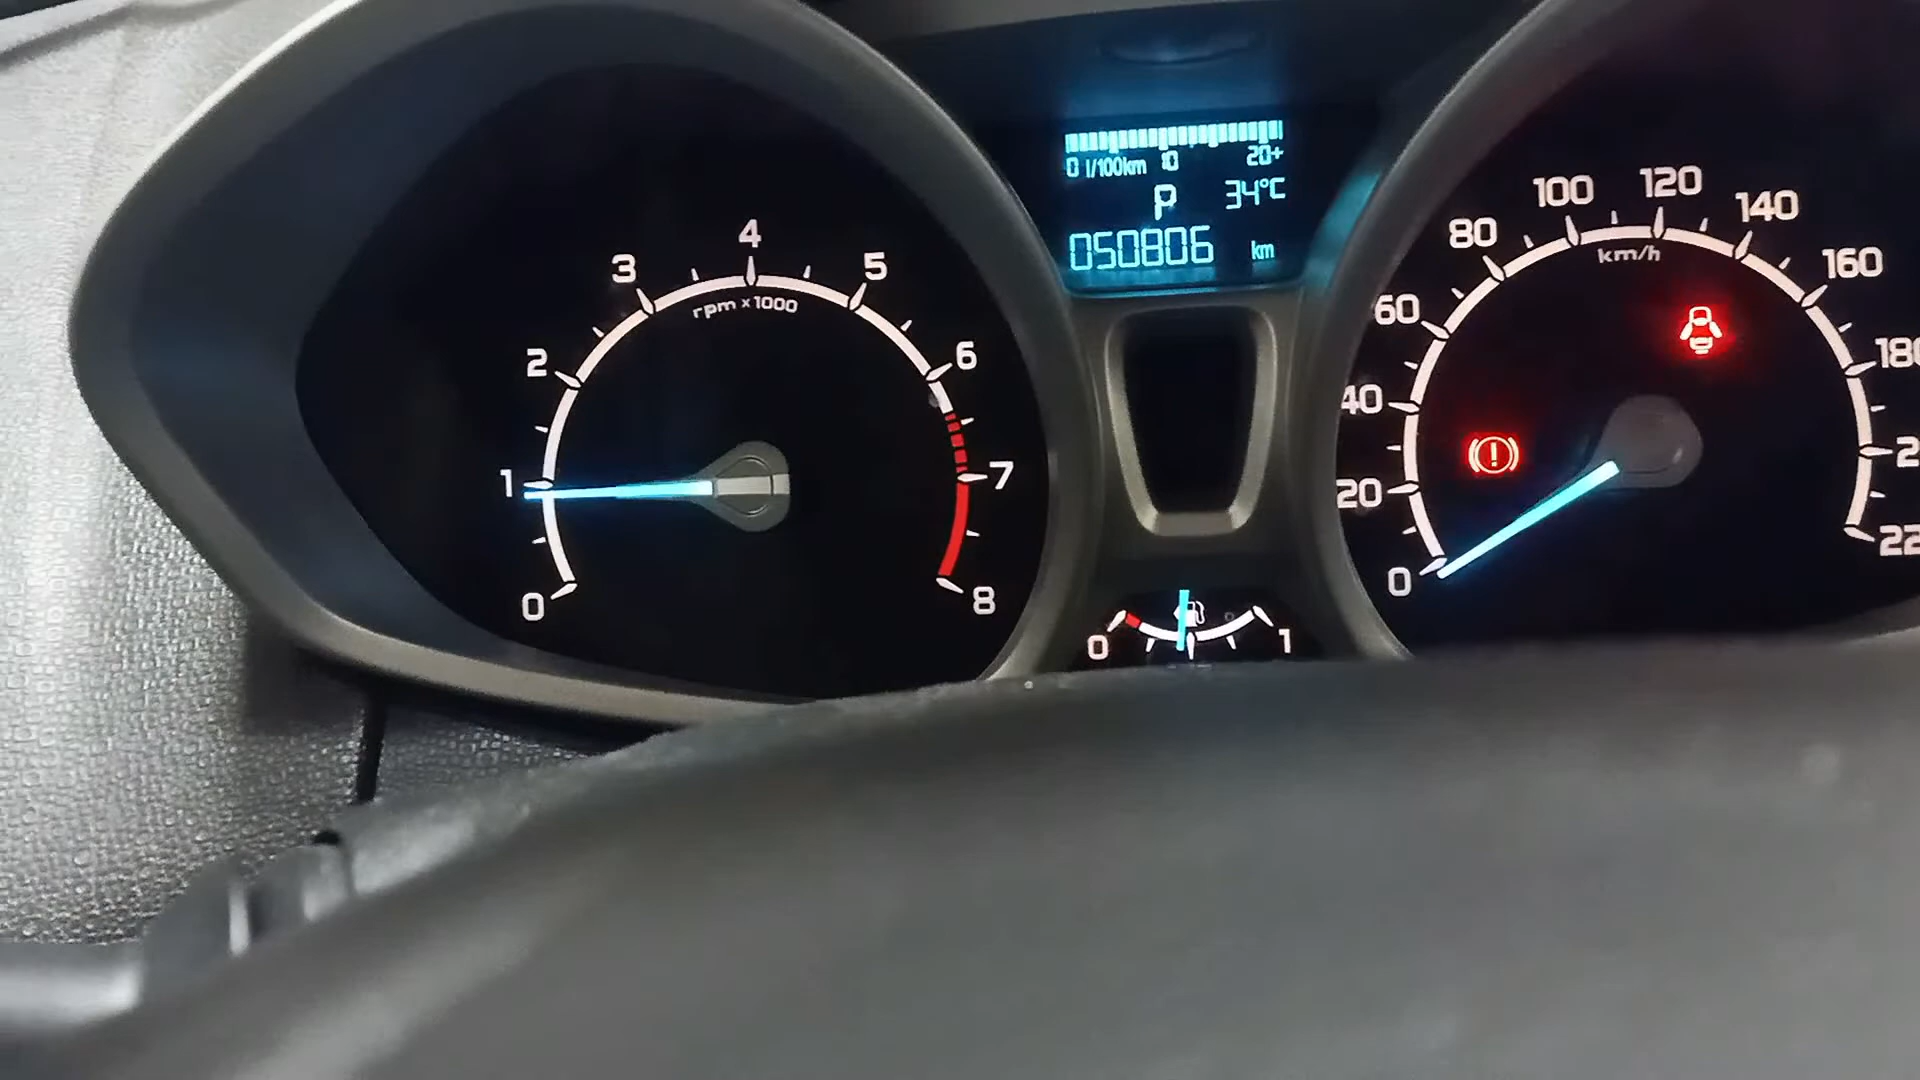 0 1 2 3 4 5 6 7 8
rpm x1000
0 l/100km 10 20+
P 34°C
050806 km
0 20 40 60 80 100 120 140 160
km/h
0 1